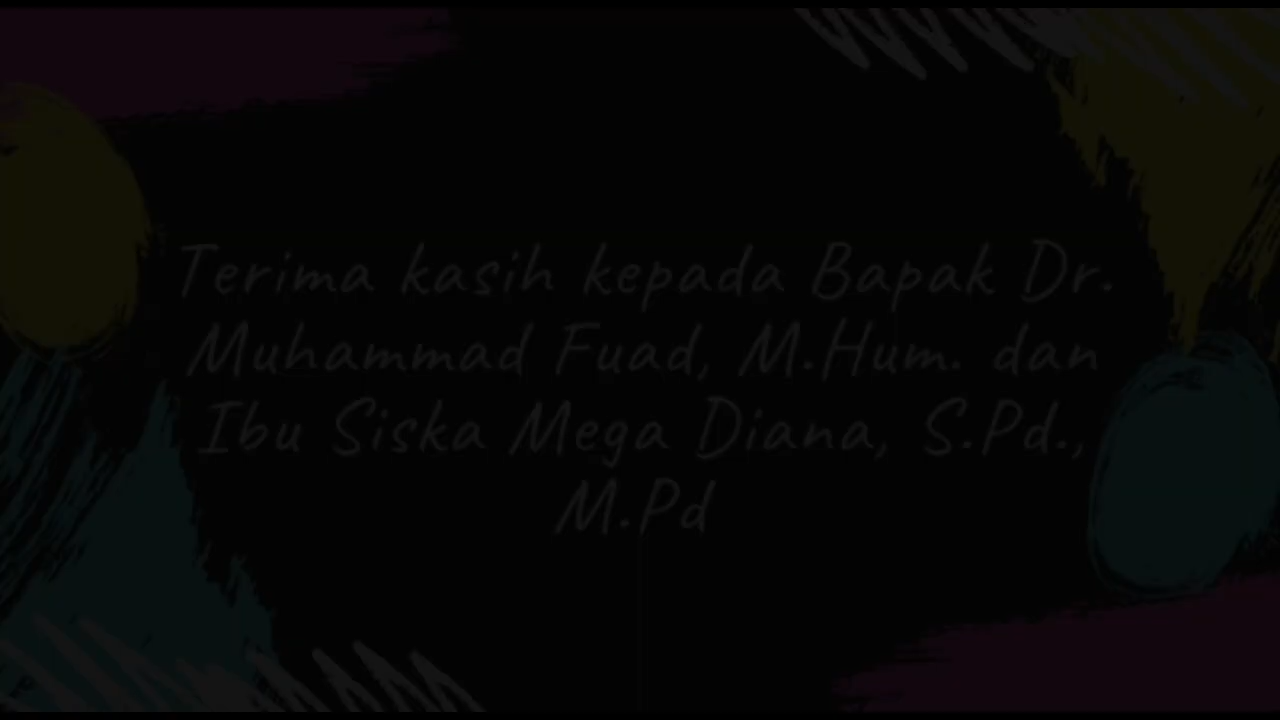 Terima kasih kepada Bapak Dr.
Muhammad Fuad, M.Hum. dan
Ibu Siska Mega Diana, S.Pd.,
M.Pd